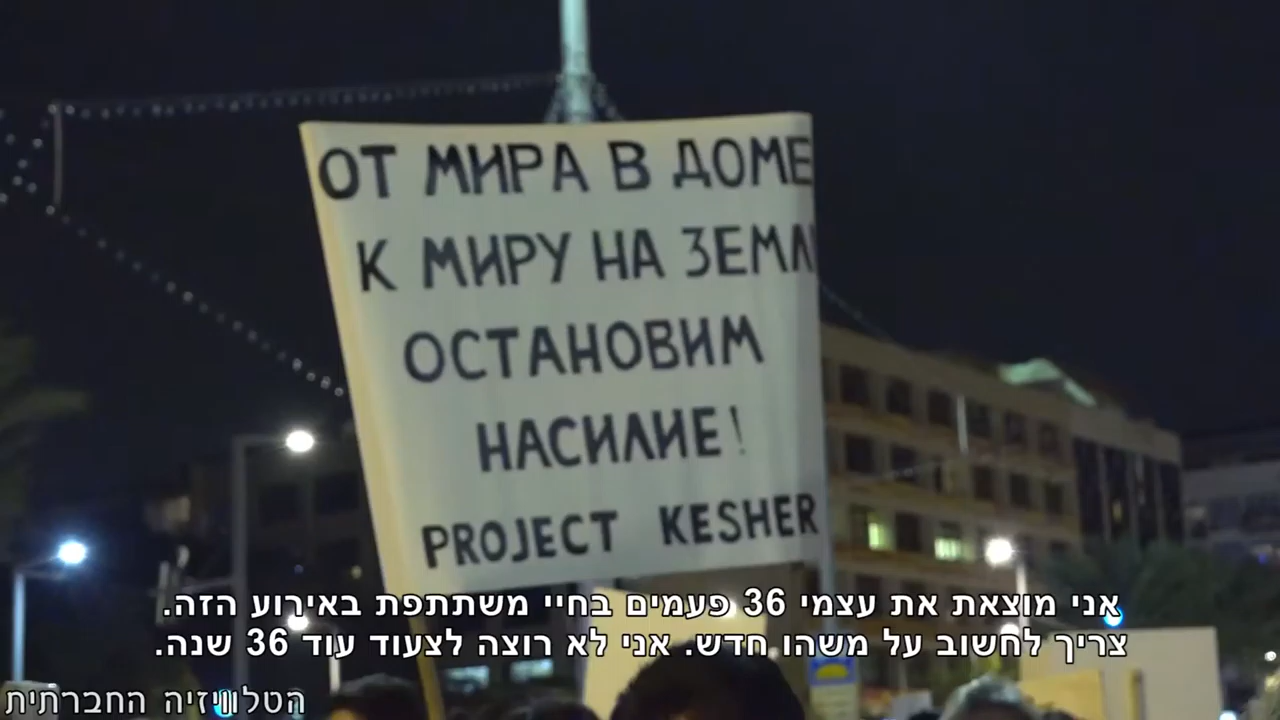 ОТ МИРА В ДОМЕ
К МИРУ НА ЗЕМЛ
ОСТАНОВИМ
НАСИЛИЕ!
PROJECT KESHER
אני מוצאת את עצמי 36 פעמים בחיי משתתפת באירוע הזה.
צריך לחשוב על משהו חדש. אני לא רוצה לצעוד עוד 36 שנה.
הטלוויזיה החברתית